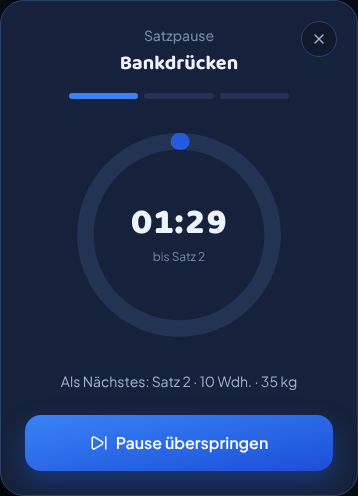 Satzpause
Bankdrücken
01:29
bis Satz 2
Als Nächstes: Satz 2 · 10 Wdh. · 35 kg
Pause überspringen